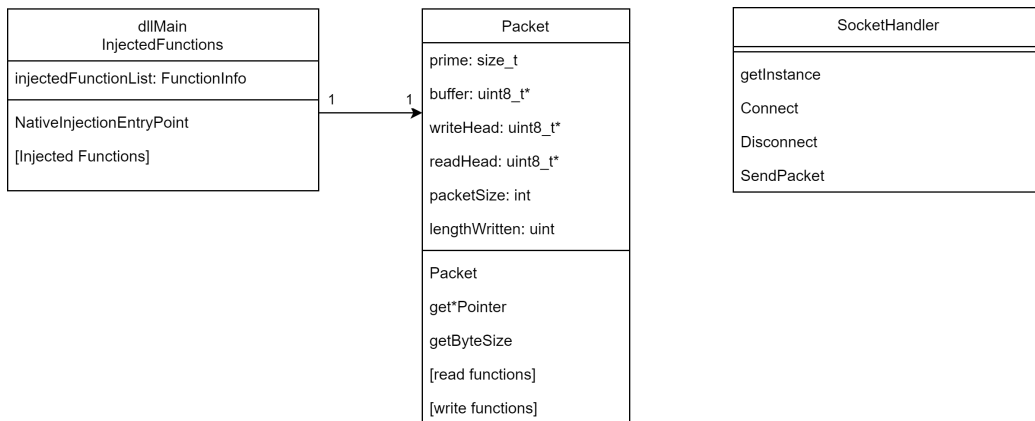 dllMain
InjectedFunctions
injectedFunctionList: FunctionInfo
NativeInjectionEntryPoint
[Injected Functions]
1
1
Packet
prime: size_t
buffer: uint8_t*
writeHead: uint8_t*
readHead: uint8_t*
packetSize: int
lengthWritten: uint
Packet
get*Pointer
getByteSize
[read functions]
[write functions]
SocketHandler
getInstance
Connect
Disconnect
SendPacket